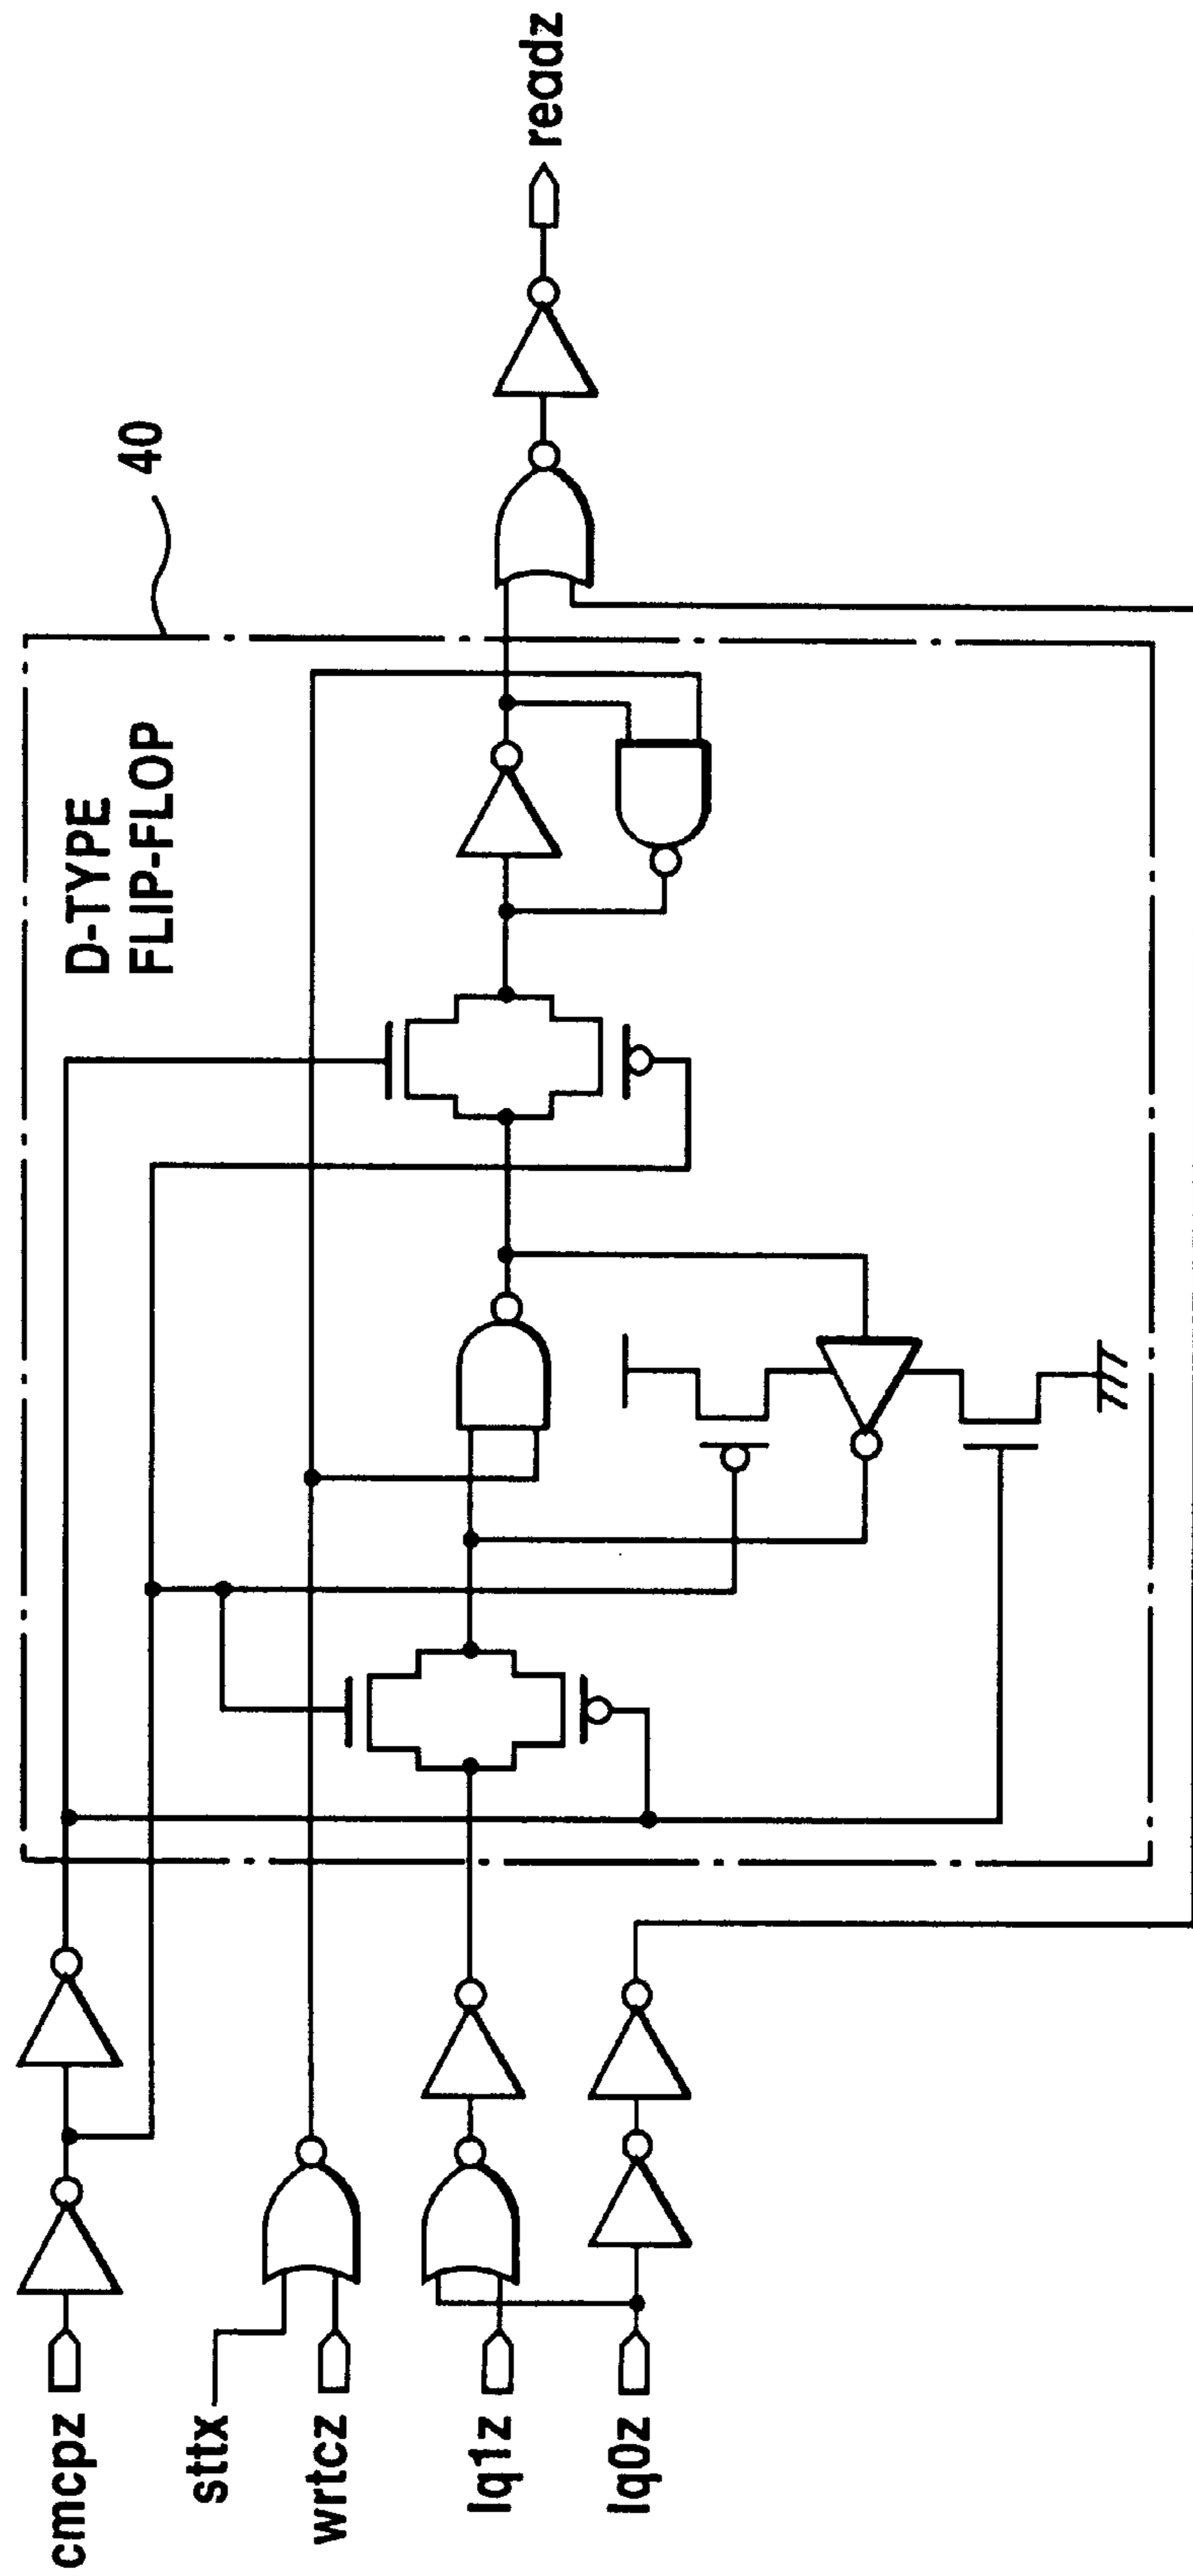 cmcpz
sttx
wrtcz
lq1z
lq0z
D-TYPE
FLIP-FLOP
40
readz